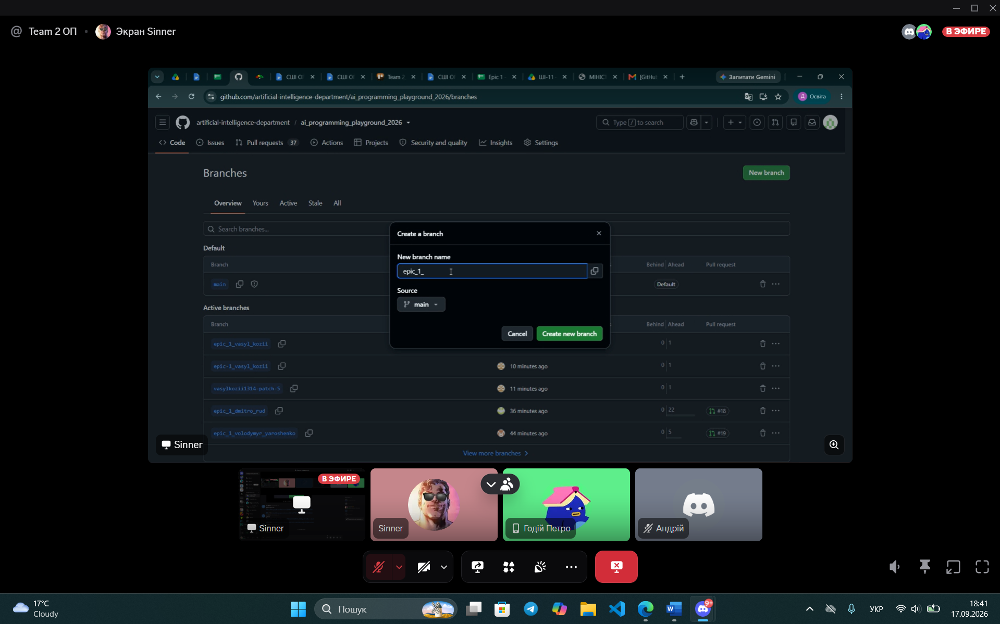 Team 2 ОП
Экран Sinner
В ЭФИРЕ
СШІ
СШІ
Team 2
СШІ
Epic 1 -
ШІ-11 -
МІНІСТ
[GitHu
Запитати Gemini
github.com/artificial-intelligence-department/ai_programming_playground_2026/branches
Д
Освіта
artificial-intelligence-department / ai_programming_playground_2026
Type / to search
Code
Issues
Pull requests 37
Actions
Projects
Security and quality
Insights
Settings
Branches
New branch
Overview
Yours
Active
Stale
All
Search branches...
Default
Branch
Behind
Ahead
Pull request
main
Default
Active branches
Branch
Behind
Ahead
Pull request
epic_1_vasyl_kozii
0 1
epic-1_vasyl_kozii
10 minutes ago
0 1
vasylkozii1314-patch-5
11 minutes ago
0 1
epic_1_dmitro_rud
36 minutes ago
0 22
#18
epic_1_volodymyr_yaroshenko
44 minutes ago
0 5
#19
View more branches
Create a branch
New branch name
epic_1_
Source
main
Cancel
Create new branch
Sinner
В ЭФИРЕ
Sinner
Sinner
Годій Петро
Андрій
17°C
Cloudy
Пошук
9+
УКР
18:41
17.09.2026